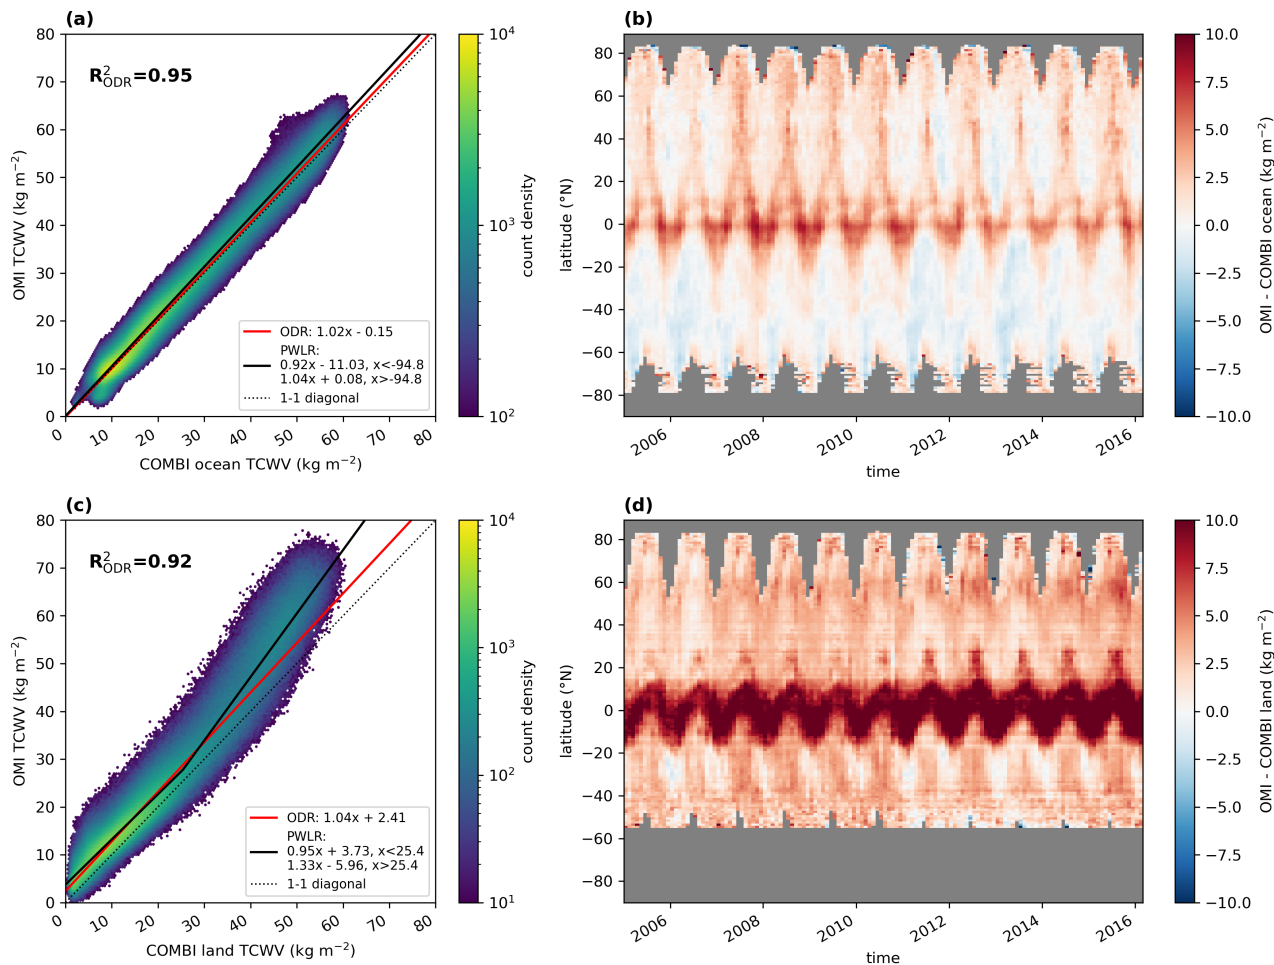 (a)
80
70
60
50
40
30
20
10
0
OMI TCWV (kg m⁻²)
R²ODR=0.95
ODR: 1.02x - 0.15
PWLR:
0.92x - 11.03, x<-94.8
1.04x + 0.08, x>-94.8
1-1 diagonal
0 10 20 30 40 50 60 70 80
COMBI ocean TCWV (kg m⁻²)
10⁴
10³
10²
count density
(b)
80
60
40
20
0
−20
−40
−60
−80
latitude (°N)
2006 2008 2010 2012 2014 2016
time
10.0
7.5
5.0
2.5
0.0
−2.5
−5.0
−7.5
−10.0
OMI - COMBI ocean (kg m⁻²)
(c)
80
70
60
50
40
30
20
10
0
OMI TCWV (kg m⁻²)
R²ODR=0.92
ODR: 1.04x + 2.41
PWLR:
0.95x + 3.73, x<25.4
1.33x - 5.96, x>25.4
1-1 diagonal
0 10 20 30 40 50 60 70 80
COMBI land TCWV (kg m⁻²)
10⁴
10³
10²
10¹
count density
(d)
80
60
40
20
0
−20
−40
−60
−80
latitude (°N)
2006 2008 2010 2012 2014 2016
time
10.0
7.5
5.0
2.5
0.0
−2.5
−5.0
−7.5
−10.0
OMI - COMBI land (kg m⁻²)